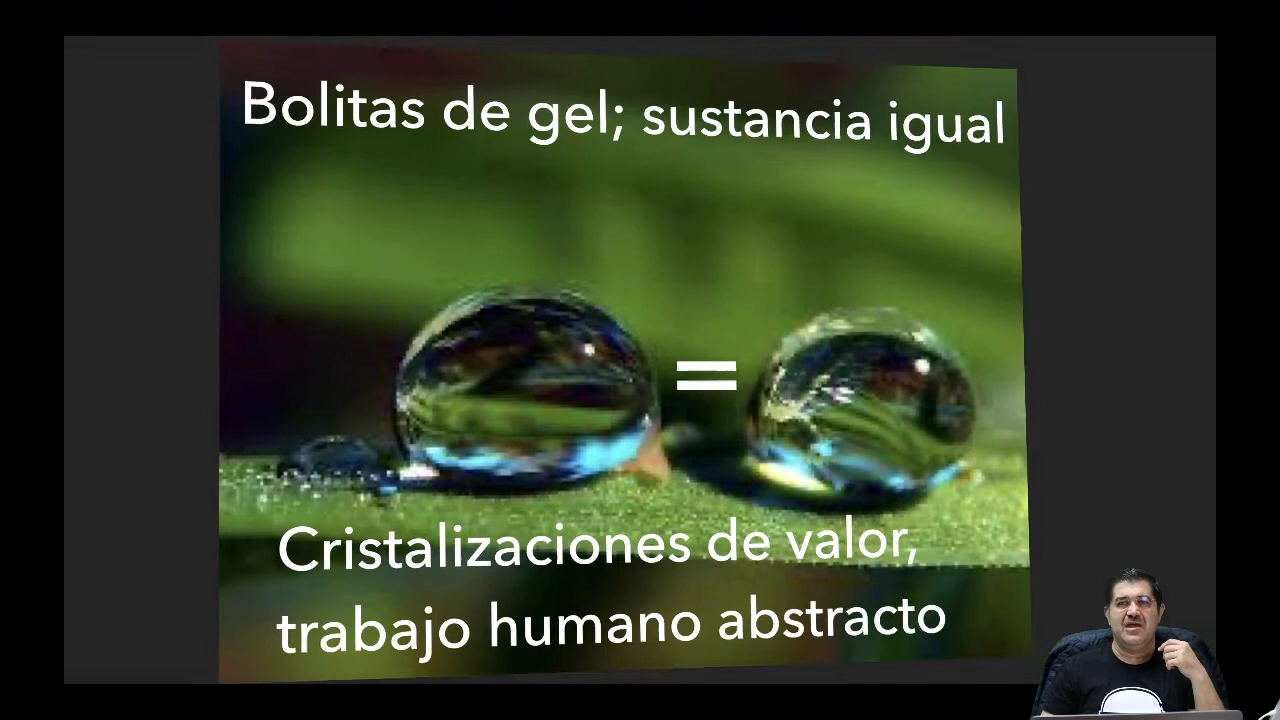 Bolitas de gel; sustancia igual
=
Cristalizaciones de valor,
trabajo humano abstracto